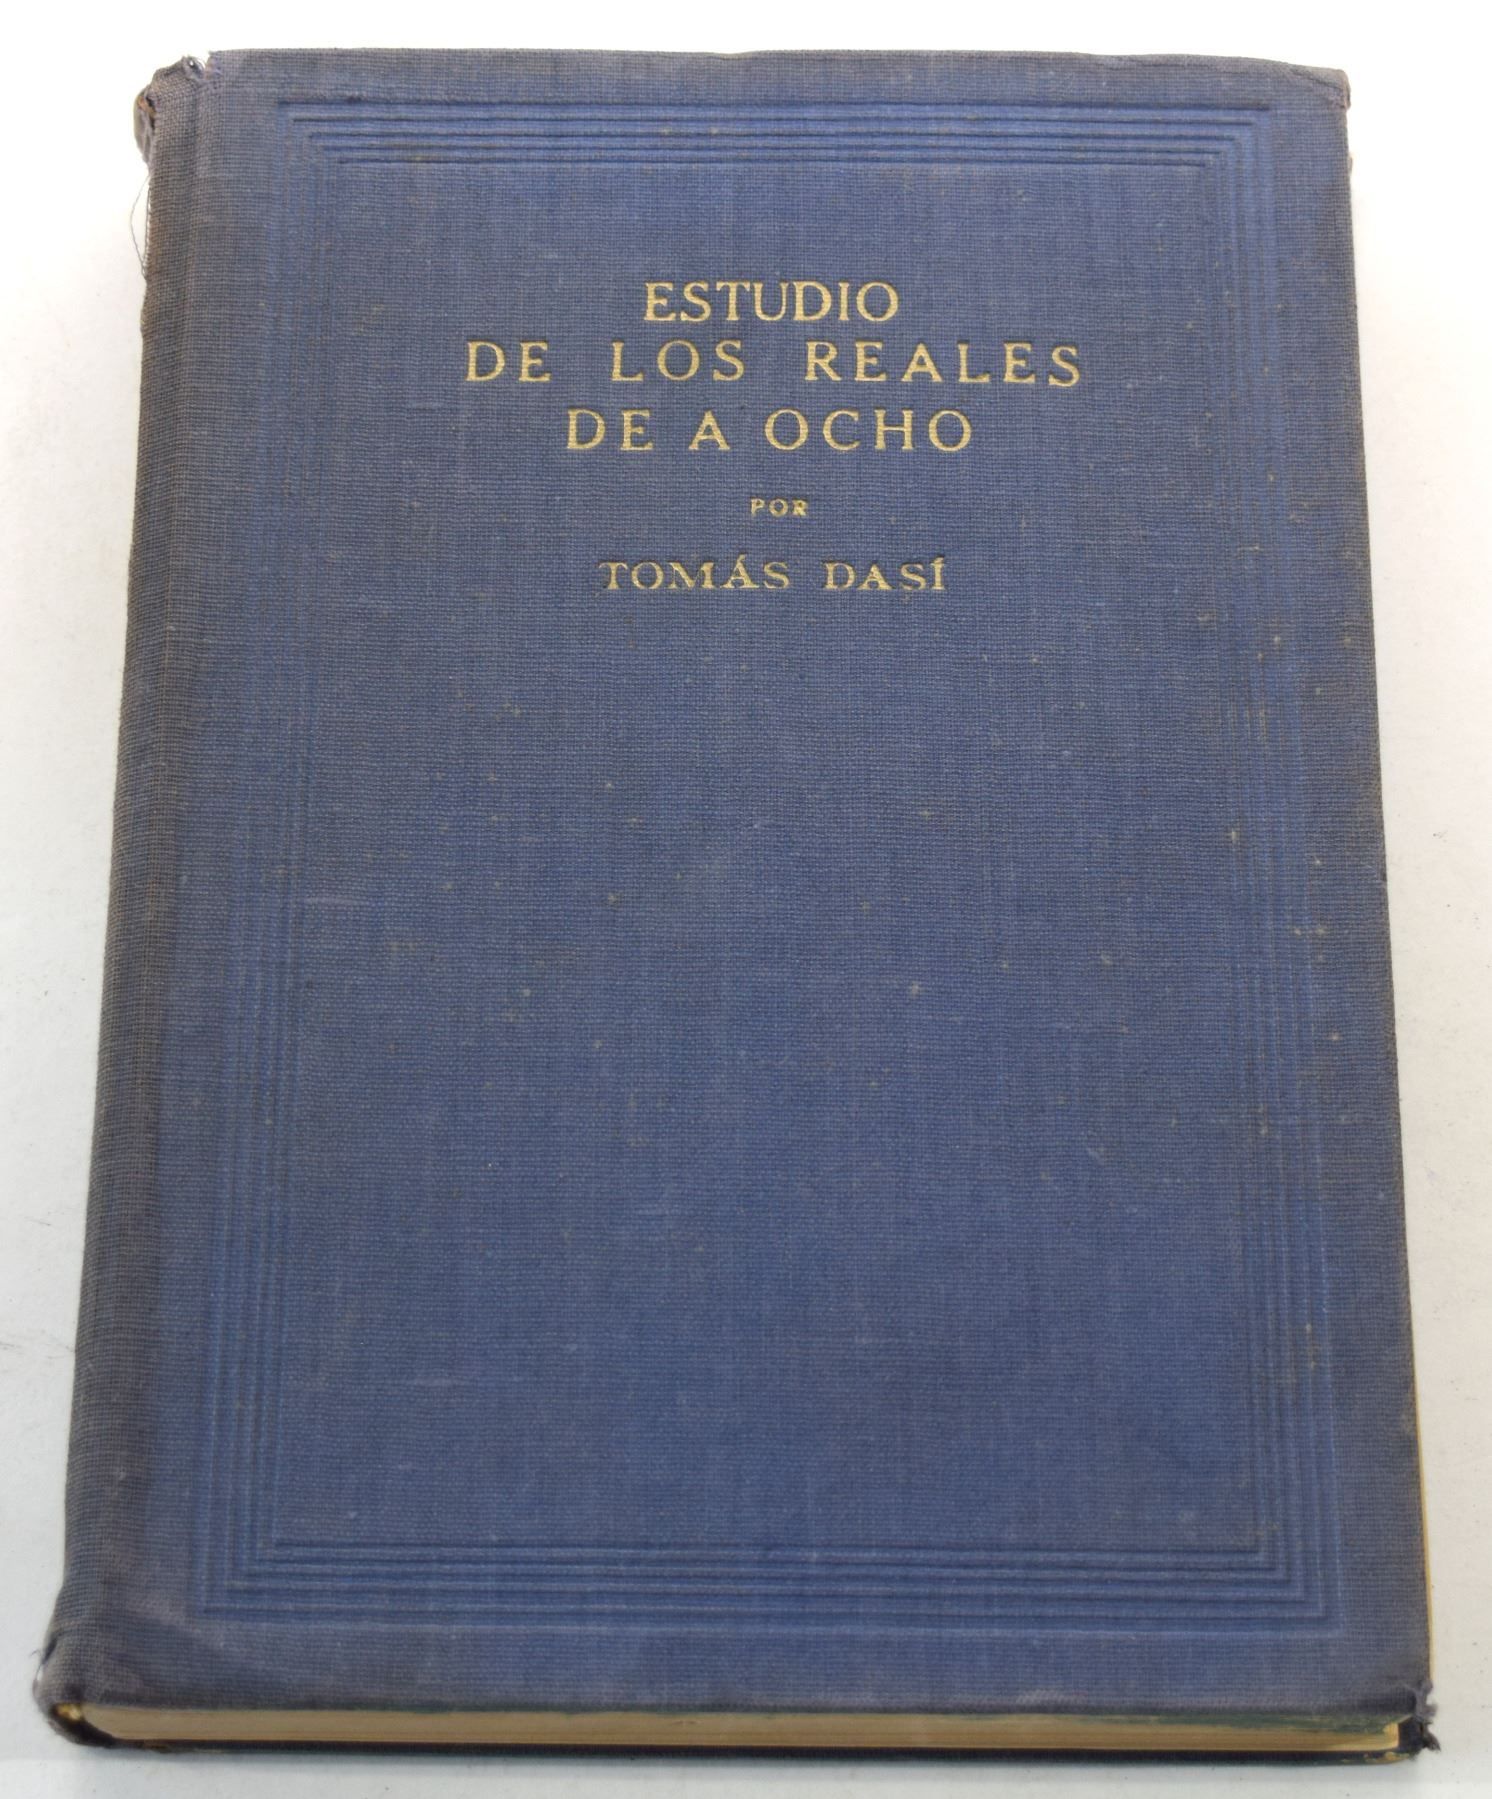 ESTUDIO
DE LOS REALES
DE A OCHO
POR
TOMÁS DASÍ